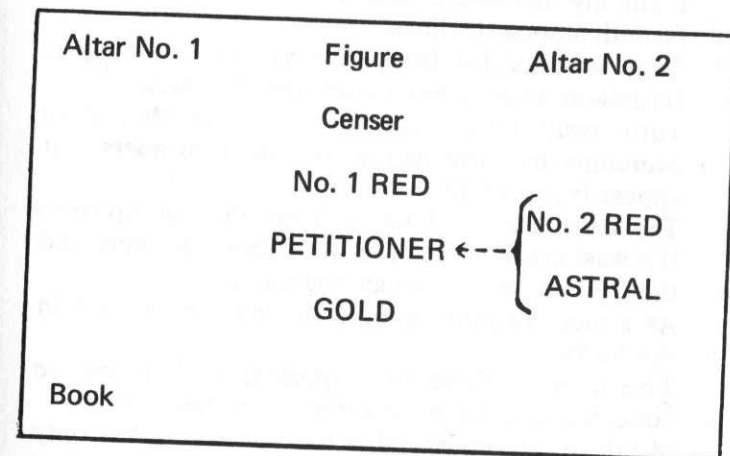 Altar No. 1 Figure Altar No. 2
Censer
No. 1 RED
No. 2 RED
PETITIONER
ASTRAL
GOLD
Book